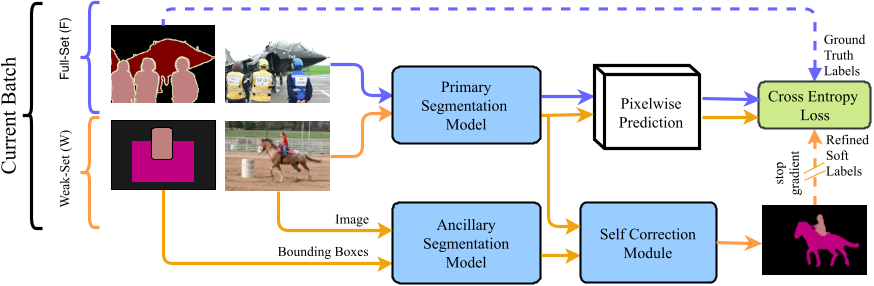 Current Batch
Full-Set (F)
Weak-Set (W)
Primary
Segmentation
Model
Pixelwise
Prediction
Ground
Truth
Labels
Cross Entropy
Loss
stop
gradient
Refined
Soft
Labels
Image
Bounding Boxes
Ancillary
Segmentation
Model
Self Correction
Module